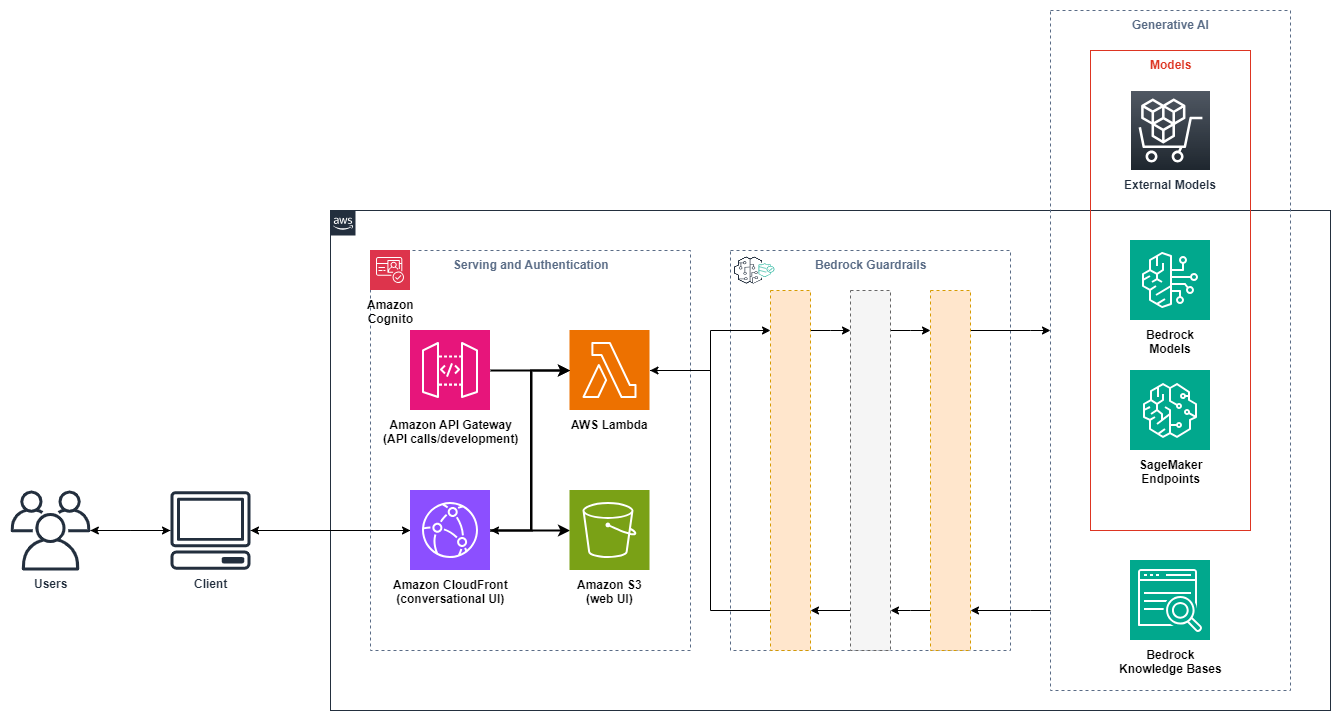 Generative AI
Models
External Models
aws
Serving and Authentication
Bedrock Guardrails
Amazon
Cognito
</>
Bedrock
Models
Amazon API Gateway
(API calls/development)
AWS Lambda
SageMaker
Endpoints
Users
Client
Amazon CloudFront
(conversational UI)
Amazon S3
(web UI)
Bedrock
Knowledge Bases